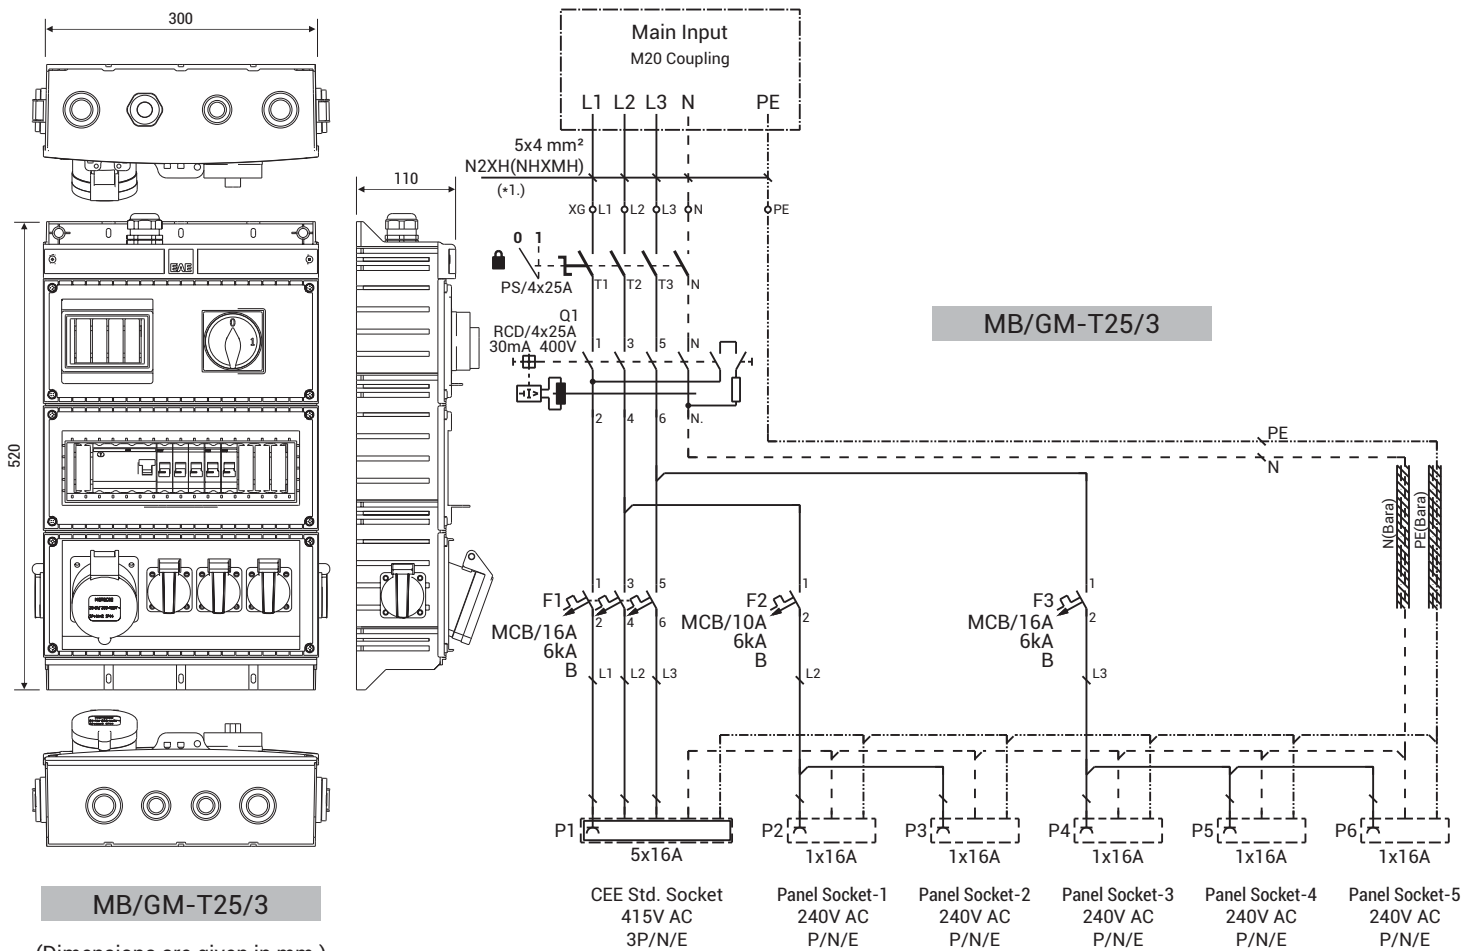 300
Main Input
M20 Coupling
L1 L2 L3 N PE
5x4 mm²
N2XH(NHXMH)
(*1.)
110
XG L1 L2 L3 N PE
0 1
PS/4x25A
T1 T2 T3 N
EAE
0
1
Q1
RCD/4x25A
30mA 400V
1 3 5 N
I>
2 4 6 N.
MB/GM-T25/3
520
PE
N
N(Bara)
PE(Bara)
F1
MCB/16A
6kA
B
1 3 5
2 4 6
F2
MCB/10A
6kA
B
1
2
F3
MCB/16A
6kA
B
1
2
L1 L2 L3 L2 L3
P1 P2 P3 P4 P5 P6
5x16A 1x16A 1x16A 1x16A 1x16A 1x16A
MB/GM-T25/3
CEE Std. Socket
415V AC
3P/N/E
Panel Socket-1
240V AC
P/N/E
Panel Socket-2
240V AC
P/N/E
Panel Socket-3
240V AC
P/N/E
Panel Socket-4
240V AC
P/N/E
Panel Socket-5
240V AC
P/N/E
(Dimensions are given in mm.)